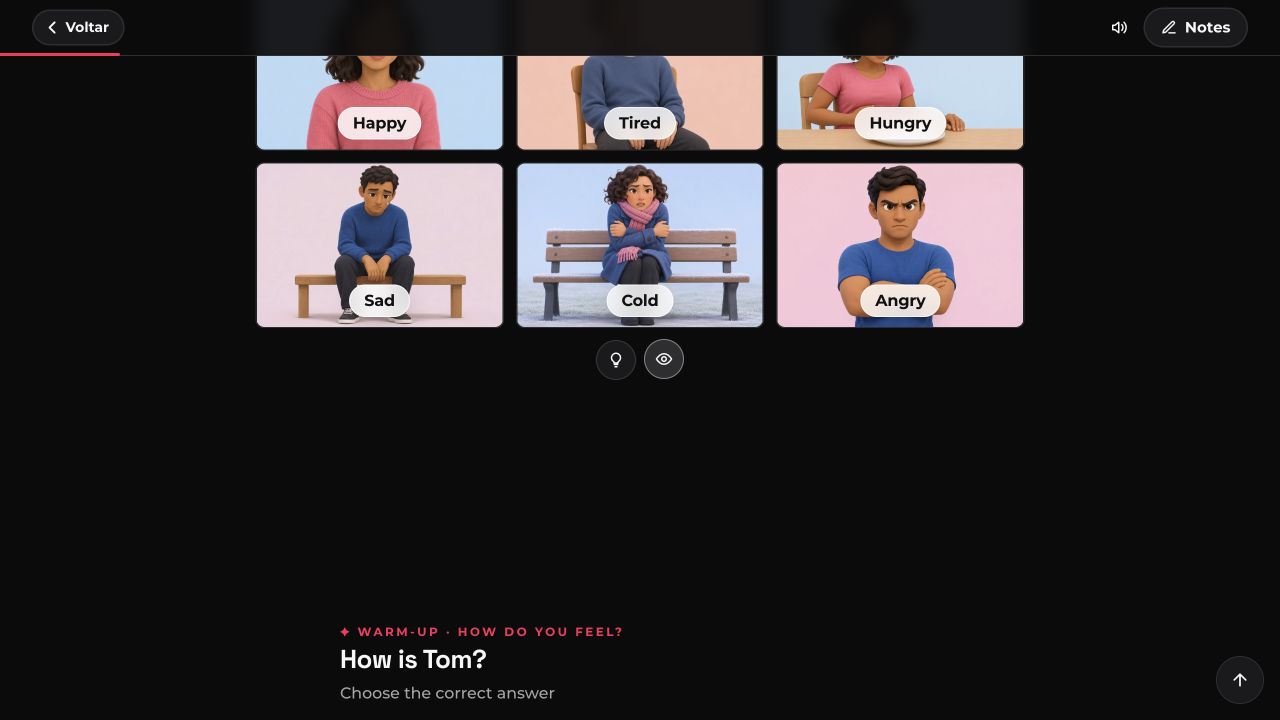 Voltar
Notes
Happy
Tired
Hungry
Sad
Cold
Angry
WARM-UP · HOW DO YOU FEEL?
How is Tom?
Choose the correct answer